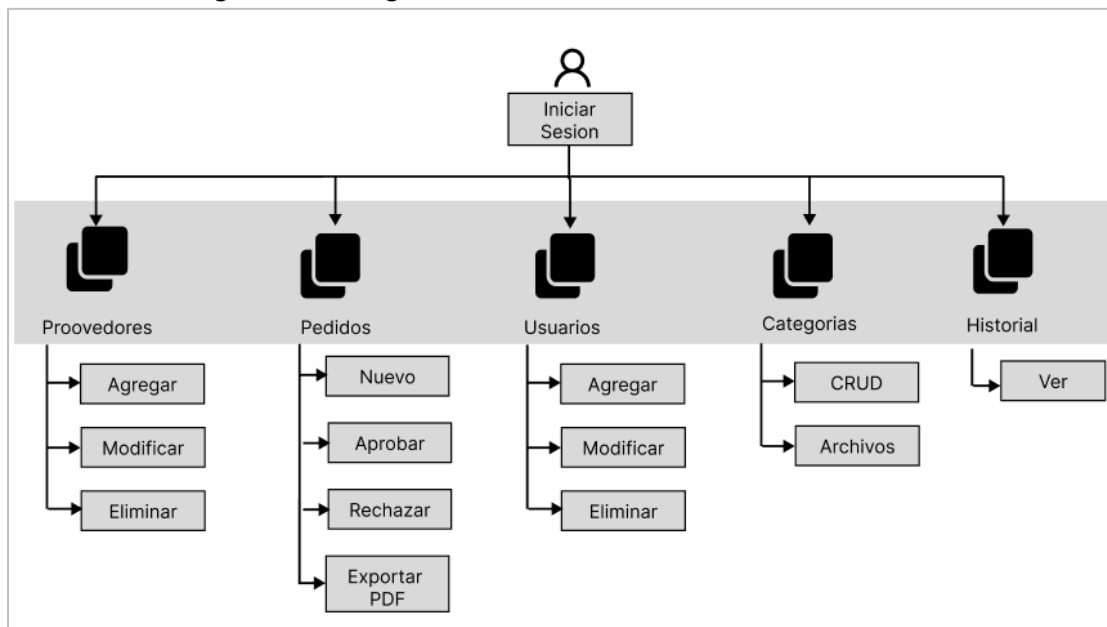 Iniciar
Sesion
Proovedores
Pedidos
Usuarios
Categorias
Historial
Agregar
Modificar
Eliminar
Nuevo
Aprobar
Rechazar
Exportar
PDF
Agregar
Modificar
Eliminar
CRUD
Archivos
Ver